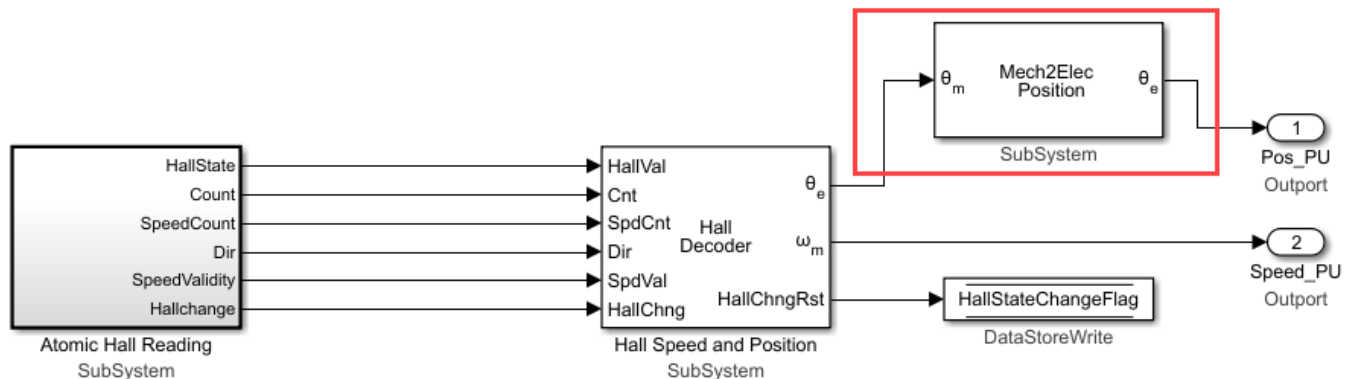 HallState
Count
SpeedCount
Dir
SpeedValidity
Hallchange
Atomic Hall Reading
SubSystem
HallVal
Cnt
SpdCnt
Dir
SpdVal
HallChng
Hall
Decoder
θe
ωm
HallChngRst
Hall Speed and Position
SubSystem
θm
Mech2Elec
Position
θe
SubSystem
1
Pos_PU
Outport
2
Speed_PU
Outport
HallStateChangeFlag
DataStoreWrite